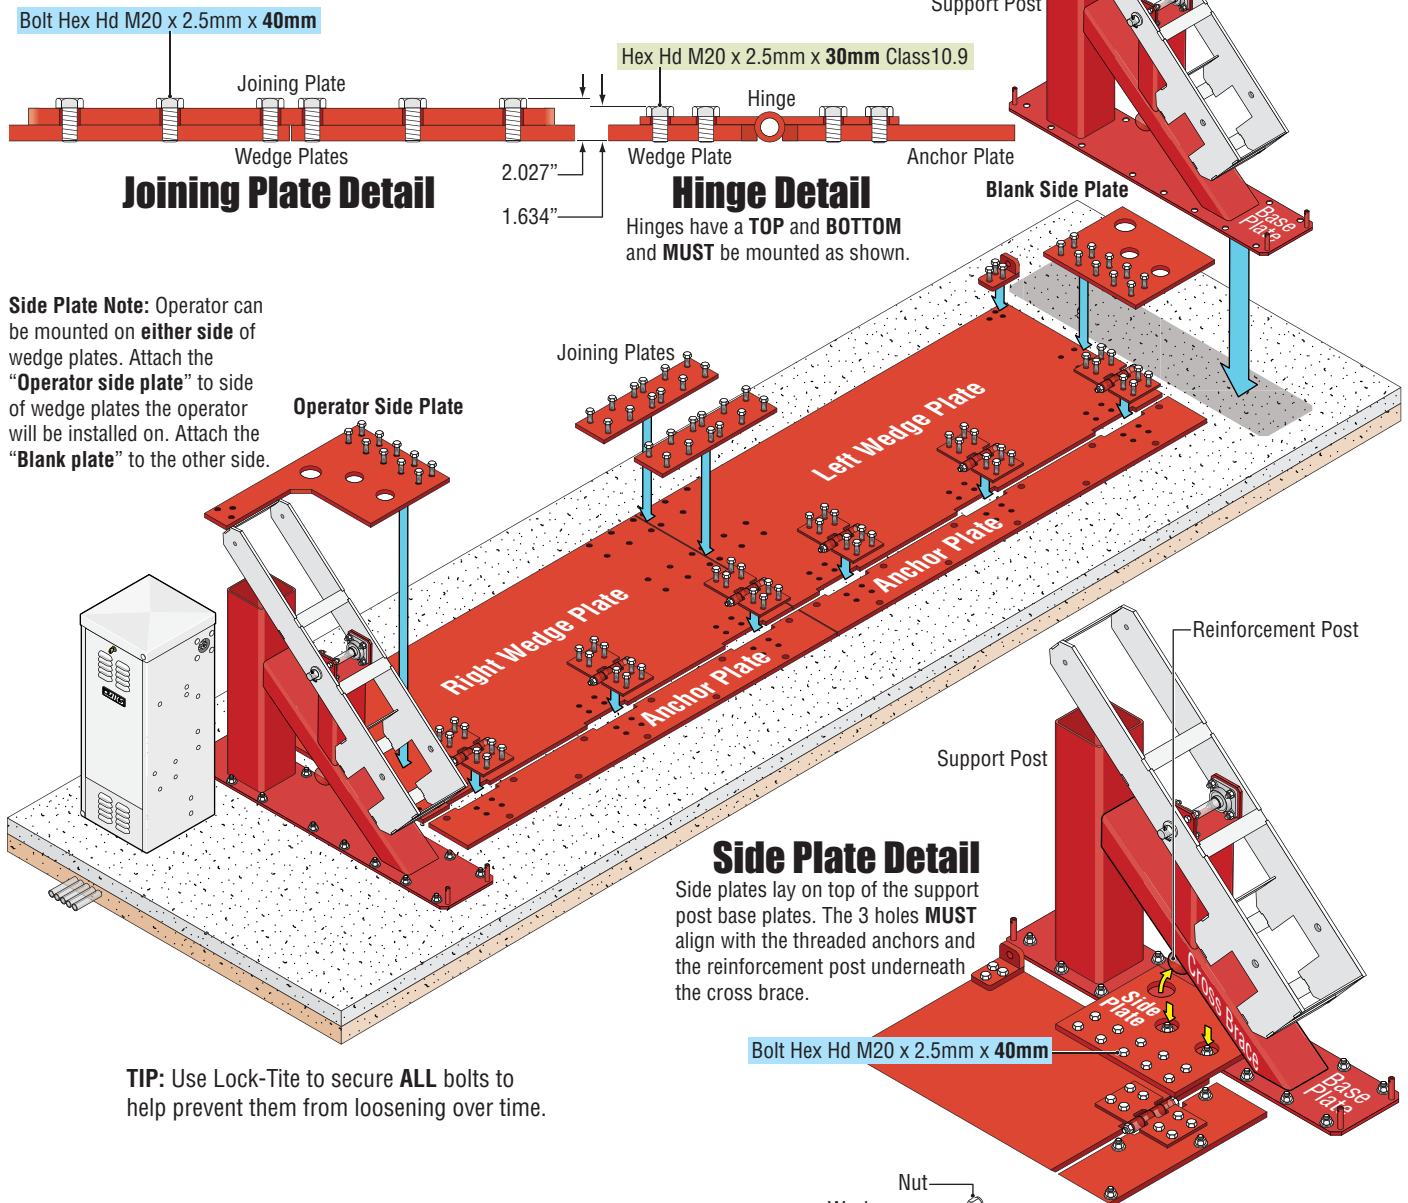 Bolt Hex Hd M20 x 2.5mm x 40mm
Joining Plate
Wedge Plates
Joining Plate Detail
2.027”
1.634”
Hex Hd M20 x 2.5mm x 30mm Class10.9
Hinge
Wedge Plate
Anchor Plate
Hinge Detail
Hinges have a TOP and BOTTOM
and MUST be mounted as shown.
Support Post
Base
Plate
Blank Side Plate
Side Plate Note: Operator can
be mounted on either side of
wedge plates. Attach the
“Operator side plate” to side
of wedge plates the operator
will be installed on. Attach the
“Blank plate” to the other side.
Operator Side Plate
Joining Plates
Left Wedge Plate
Right Wedge Plate
Anchor Plate
Anchor Plate
Reinforcement Post
Support Post
Side Plate Detail
Side plates lay on top of the support
post base plates. The 3 holes MUST
align with the threaded anchors and
the reinforcement post underneath
the cross brace.
Side
Plate
Cross Brace
Base
Plate
Bolt Hex Hd M20 x 2.5mm x 40mm
TIP: Use Lock-Tite to secure ALL bolts to
help prevent them from loosening over time.
Nut